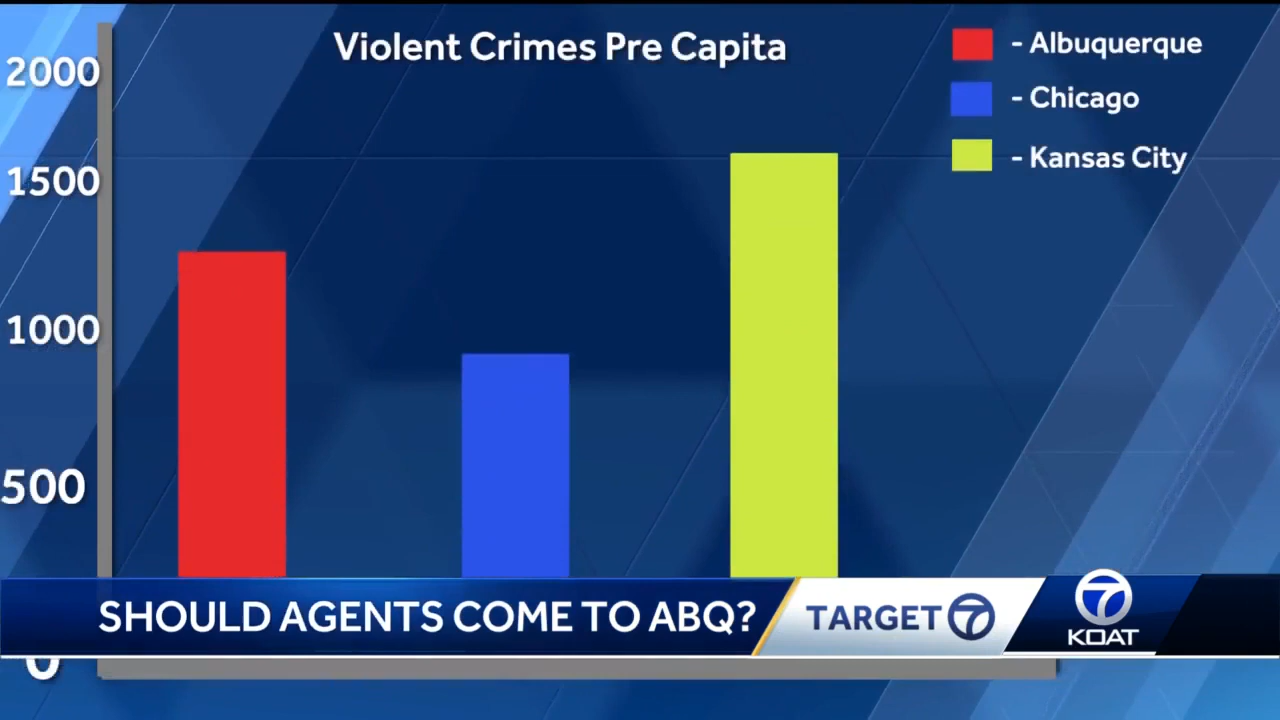 Violent Crimes Pre Capita
- Albuquerque
- Chicago
- Kansas City
2000
1500
1000
500
0
SHOULD AGENTS COME TO ABQ?
TARGET 7
7
KOAT